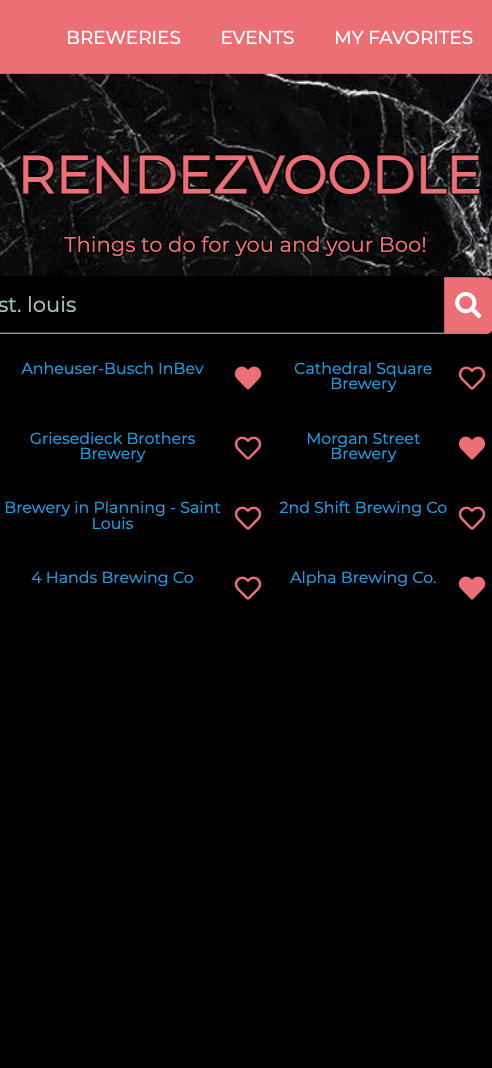 BREWERIES EVENTS MY FAVORITES
RENDEZVOODLE
Things to do for you and your Boo!
st. louis
Anheuser-Busch InBev
Cathedral Square
Brewery
Griesedieck Brothers
Brewery
Morgan Street
Brewery
Brewery in Planning - Saint
Louis
2nd Shift Brewing Co
4 Hands Brewing Co
Alpha Brewing Co.